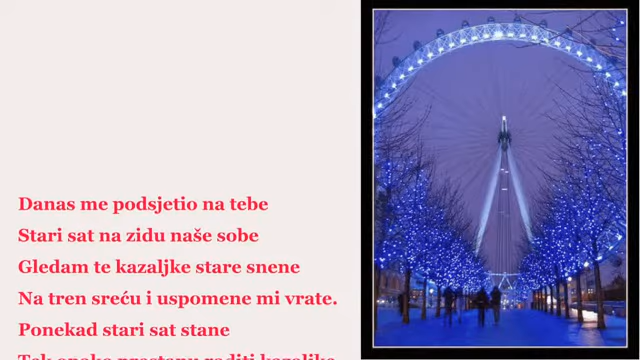 Danas me podsjetio na tebe
Stari sat na zidu naše sobe
Gledam te kazaljke stare snene
Na tren sreću i uspomene mi vrate.
Ponekad stari sat stane